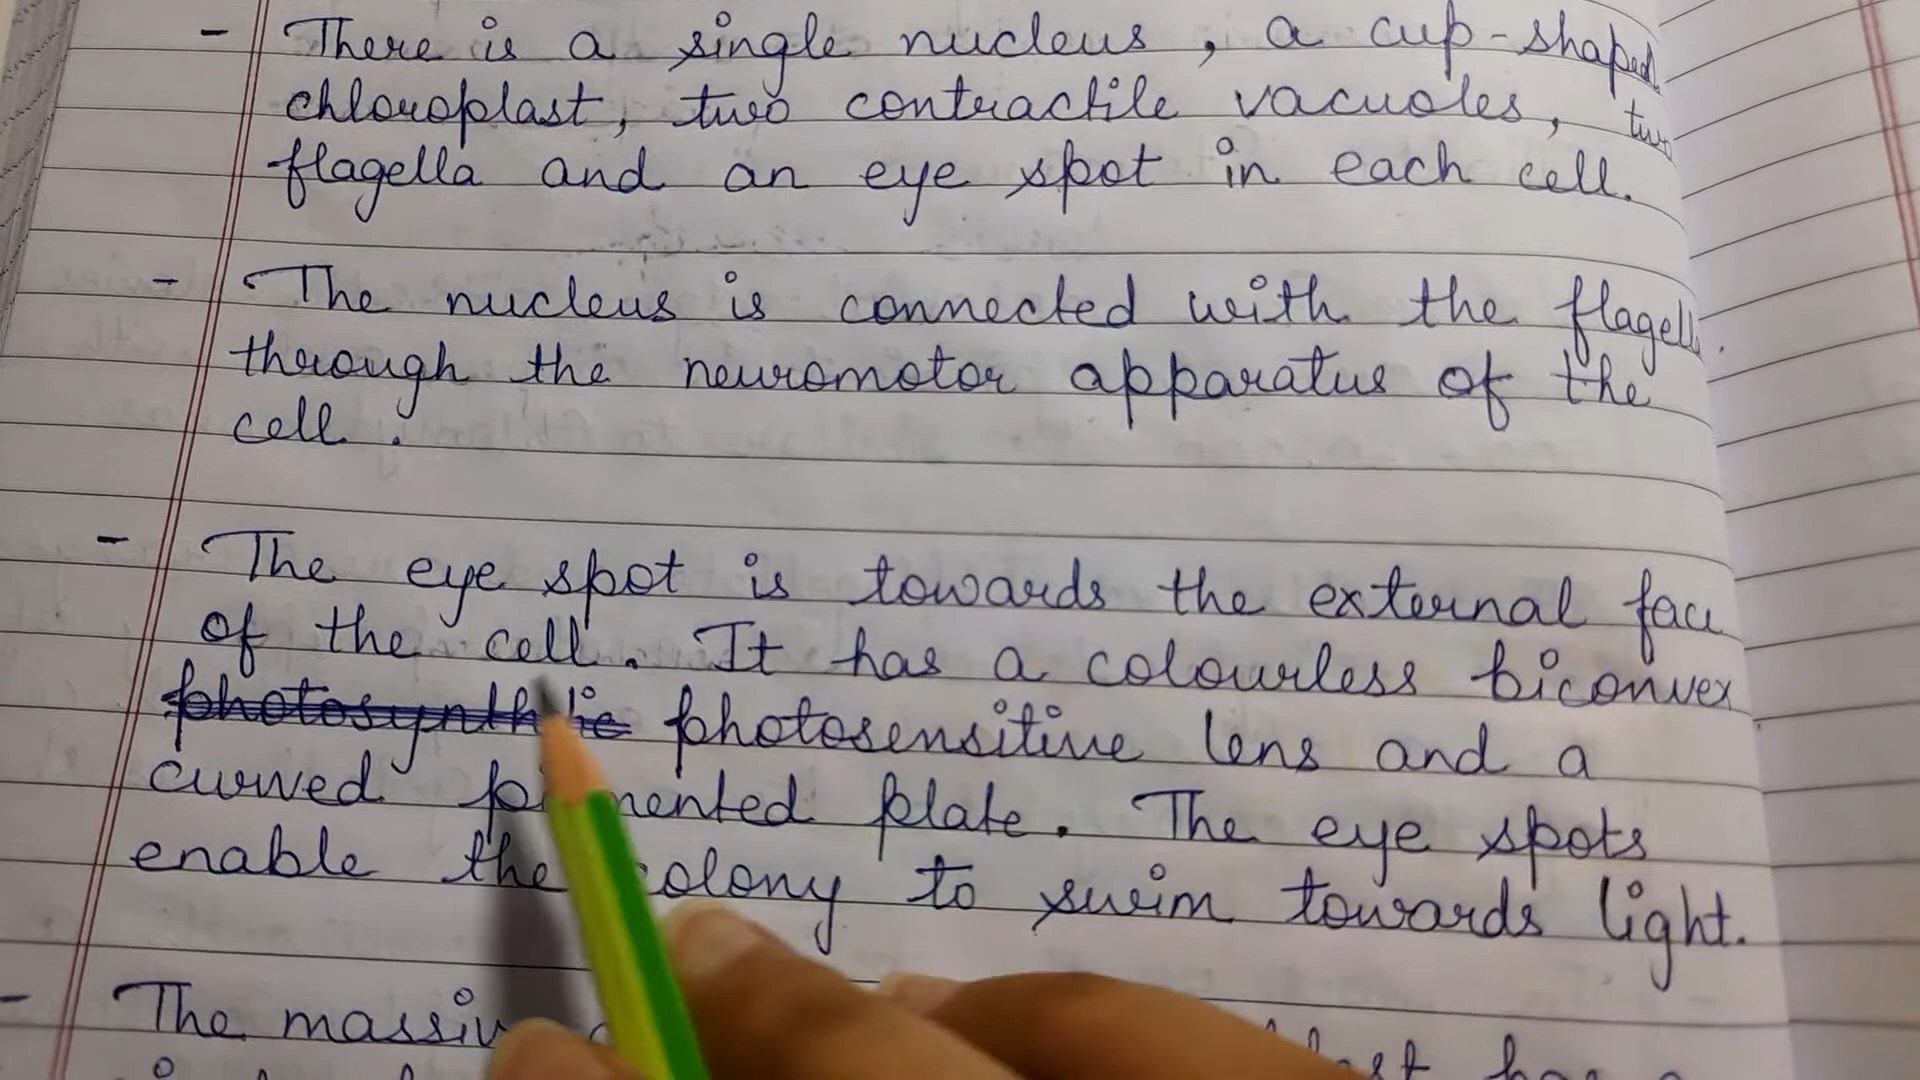 - There is a single nucleus, a cup-shaped
chloroplast, two contractile vacuoles, two
flagella and an eye spot in each cell.
- The nucleus is connected with the
through the neuromotor apparatus of the
cell.
- The eye spot is towards the external face
of the cell. It has a colourless biconvex
photosensitive lens and a
curved plate. The eye spots
enable the colony to swim towards light.
- The
has a